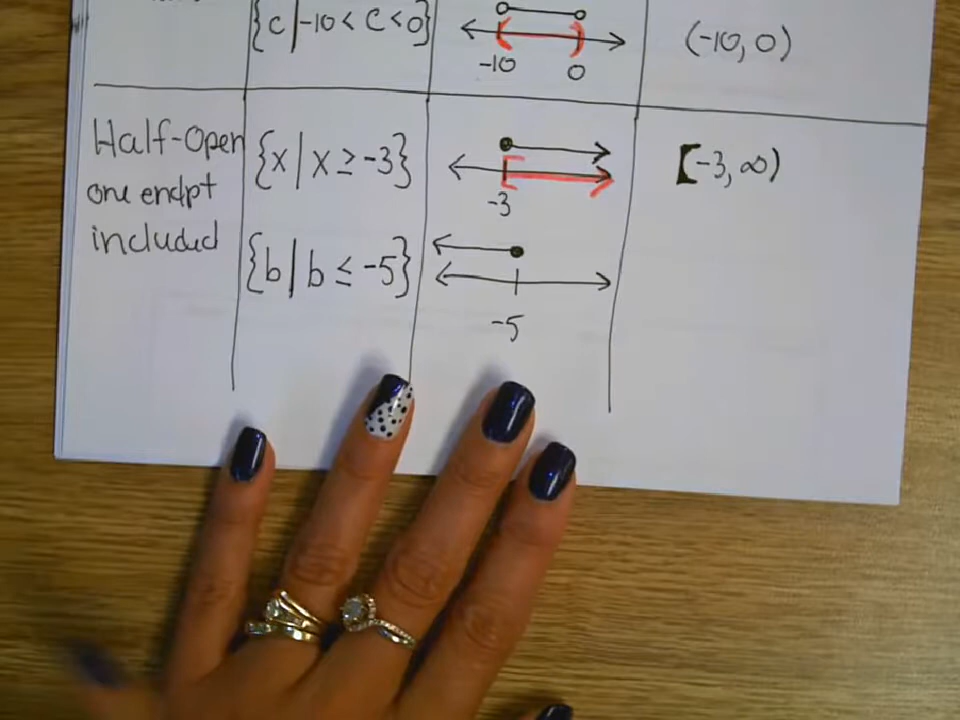 {c | -10 < c < 0}
-10 0
(-10, 0)
Half-Open
one endpt
included
{x | x ≥ -3}
-3
[-3, ∞)
{b | b ≤ -5}
-5